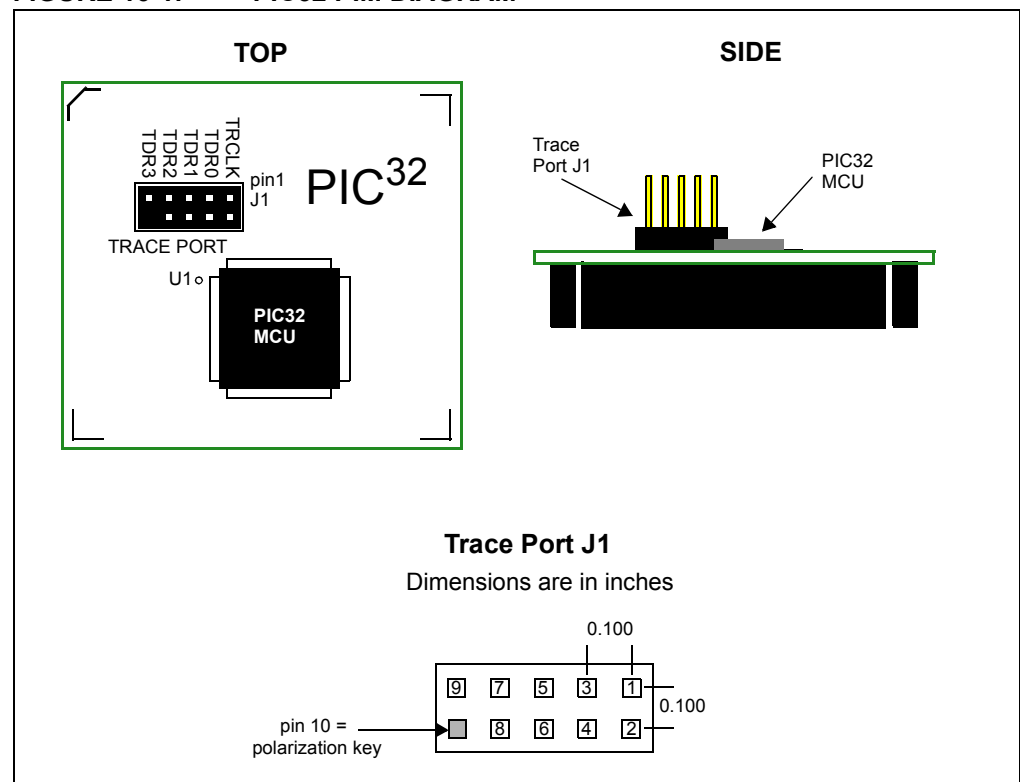 TOP
SIDE
TDR3
TDR2
TDR1
TDR0
TRCLK
pin1
J1
PIC32
TRACE PORT
U1
PIC32
MCU
Trace
Port J1
PIC32
MCU
Trace Port J1
Dimensions are in inches
0.100
9 7 5 3 1
0.100
8 6 4 2
pin 10 =
polarization key